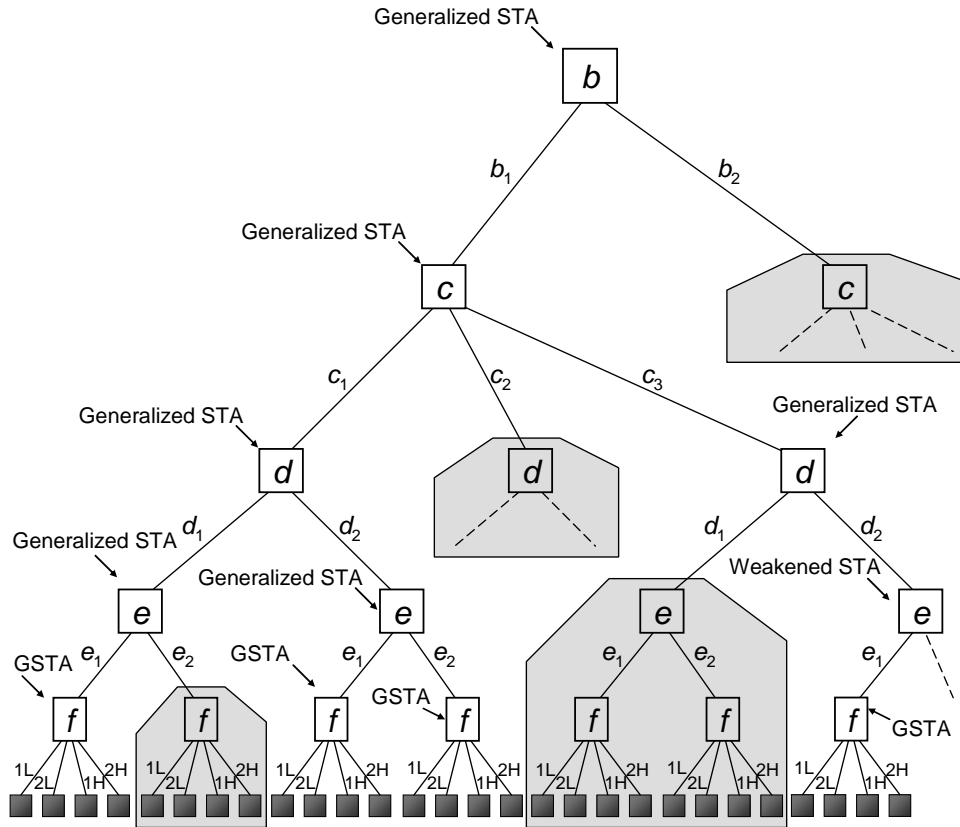 Generalized STA
b
b1
b2
Generalized STA
c
c
c1
c2
c3
Generalized STA
Generalized STA
d
d
d
d1
d2
d1
d2
Generalized STA
Generalized STA
Weakened STA
e
e
e
e
e1
e2
e1
e2
e1
e2
e1
GSTA
GSTA
GSTA
GSTA
f
f
f
f
f
f
f
1L
2L
1H
2H
1L
2L
1H
2H
1L
2L
1H
2H
1L
2L
1H
2H
1L
2L
1H
2H
1L
2L
1H
2H
1L
2L
1H
2H